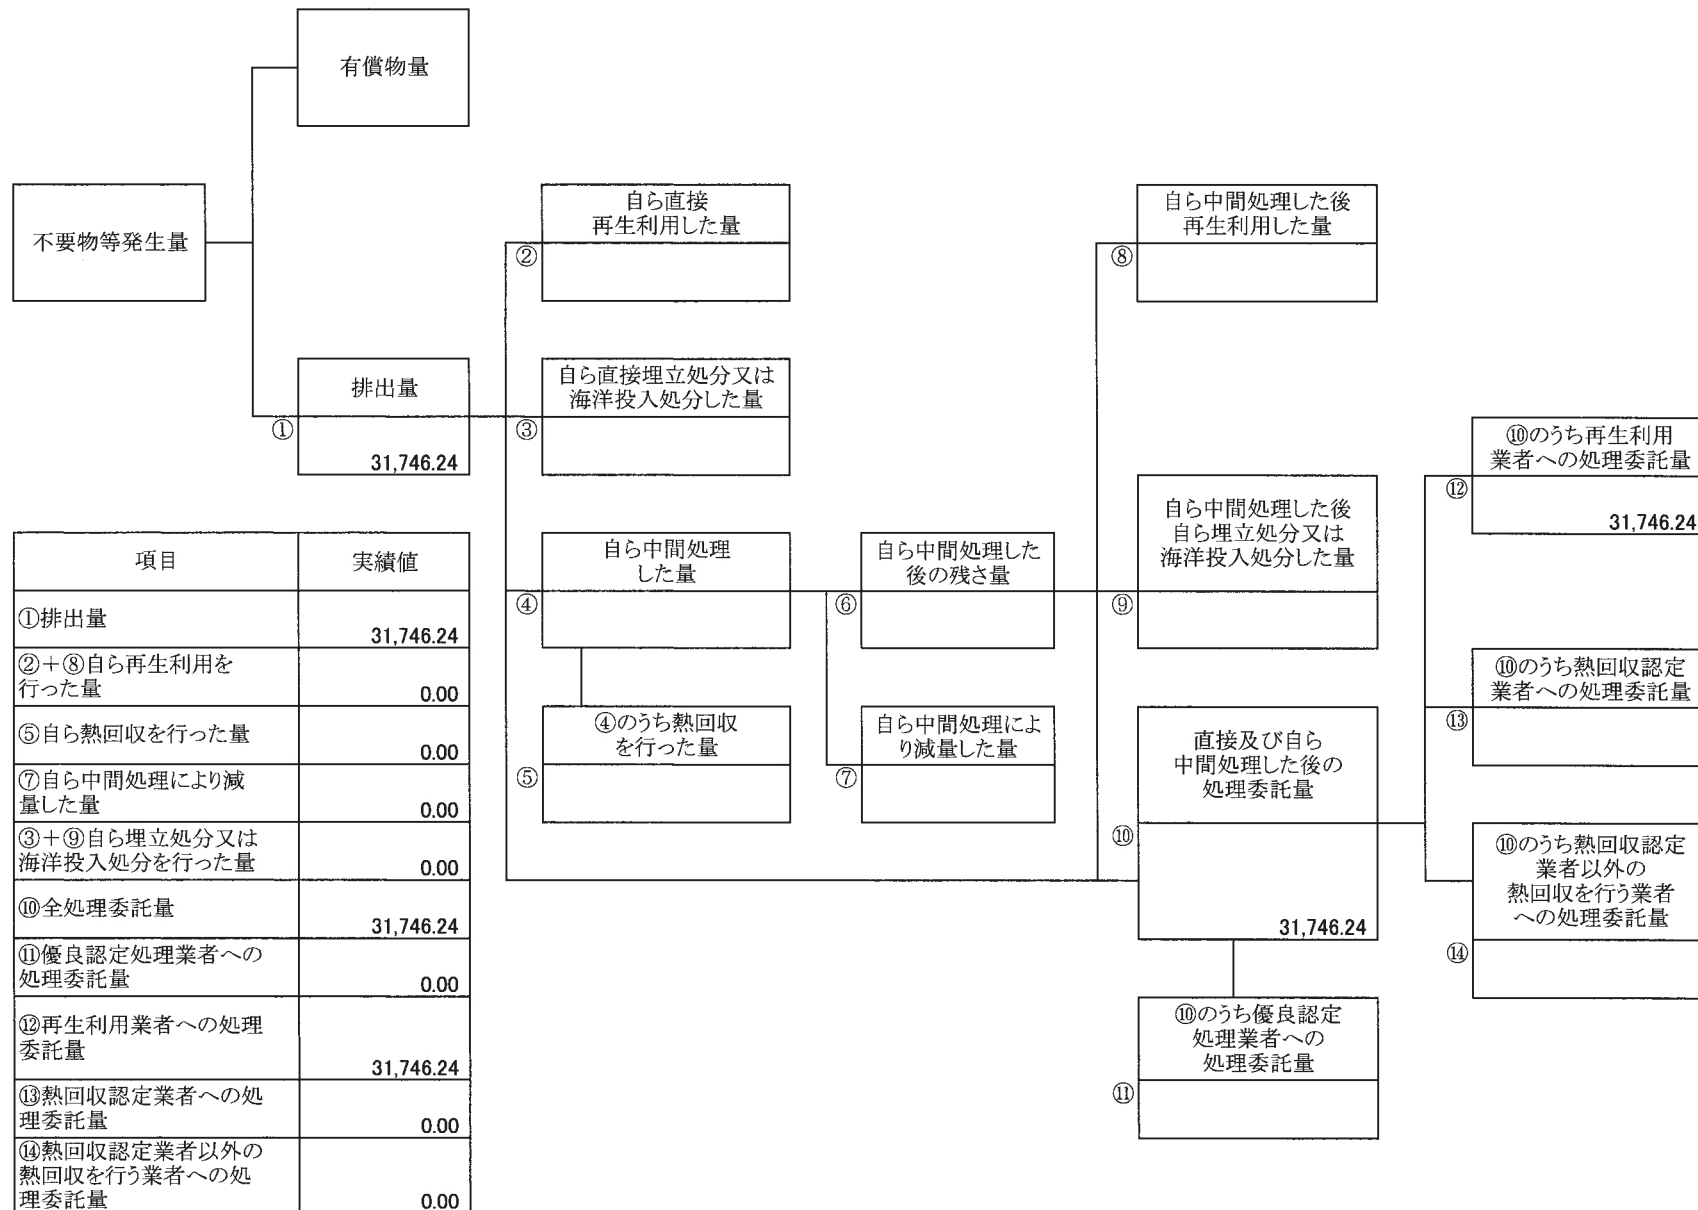 有償物量
不要物等発生量
自ら直接
再生利用した量
②
自ら中間処理した後
再生利用した量
⑧
排出量
①
31,746.24
自ら直接埋立処分又は
海洋投入処分した量
③
⑩のうち再生利用
業者への処理委託量
⑫
31,746.24
自ら中間処理
した量
④
自ら中間処理した
後の残さ量
⑥
自ら中間処理した後
自ら埋立処分又は
海洋投入処分した量
⑨
⑩のうち熱回収認定
業者への処理委託量
⑬
④のうち熱回収
を行った量
⑤
自ら中間処理によ
り減量した量
⑦
直接及び自ら
中間処理した後の
処理委託量
⑩
31,746.24
⑩のうち熱回収認定
業者以外の
熱回収を行う業者
への処理委託量
⑭
⑩のうち優良認定
処理業者への
処理委託量
⑪
項目 実績値
①排出量
31,746.24
②+⑧自ら再生利用を
行った量
0.00
⑤自ら熱回収を行った量
0.00
⑦自ら中間処理により減
量した量
0.00
③+⑨自ら埋立処分又は
海洋投入処分を行った量
0.00
⑩全処理委託量
31,746.24
⑪優良認定処理業者への
処理委託量
0.00
⑫再生利用業者への処理
委託量
31,746.24
⑬熱回収認定業者への処
理委託量
0.00
⑭熱回収認定業者以外の
熱回収を行う業者への処
理委託量
0.00